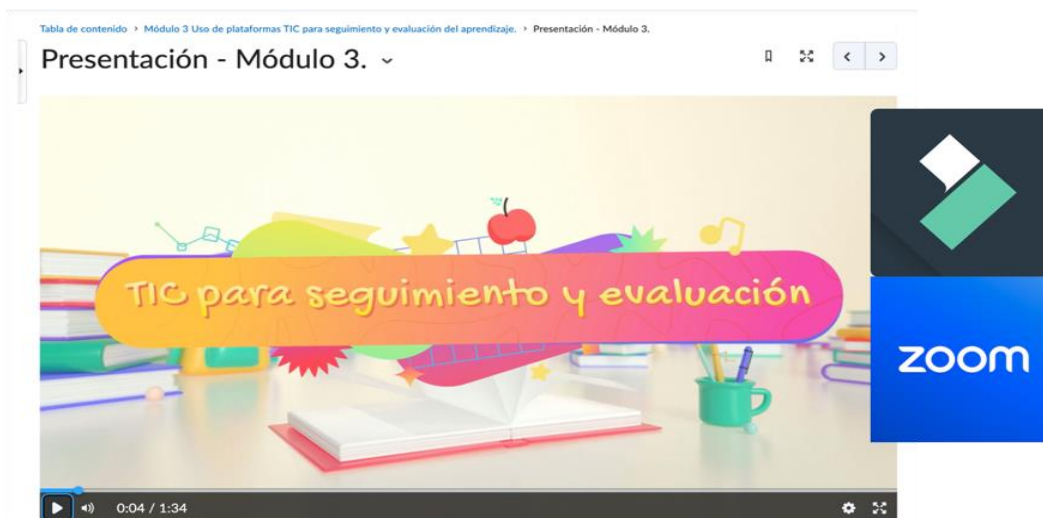 Tabla de contenido > Módulo 3 Uso de plataformas TIC para seguimiento y evaluación del aprendizaje. > Presentación - Módulo 3.
Presentación - Módulo 3.
TIC para seguimiento y evaluación
zoom
0:04 / 1:34